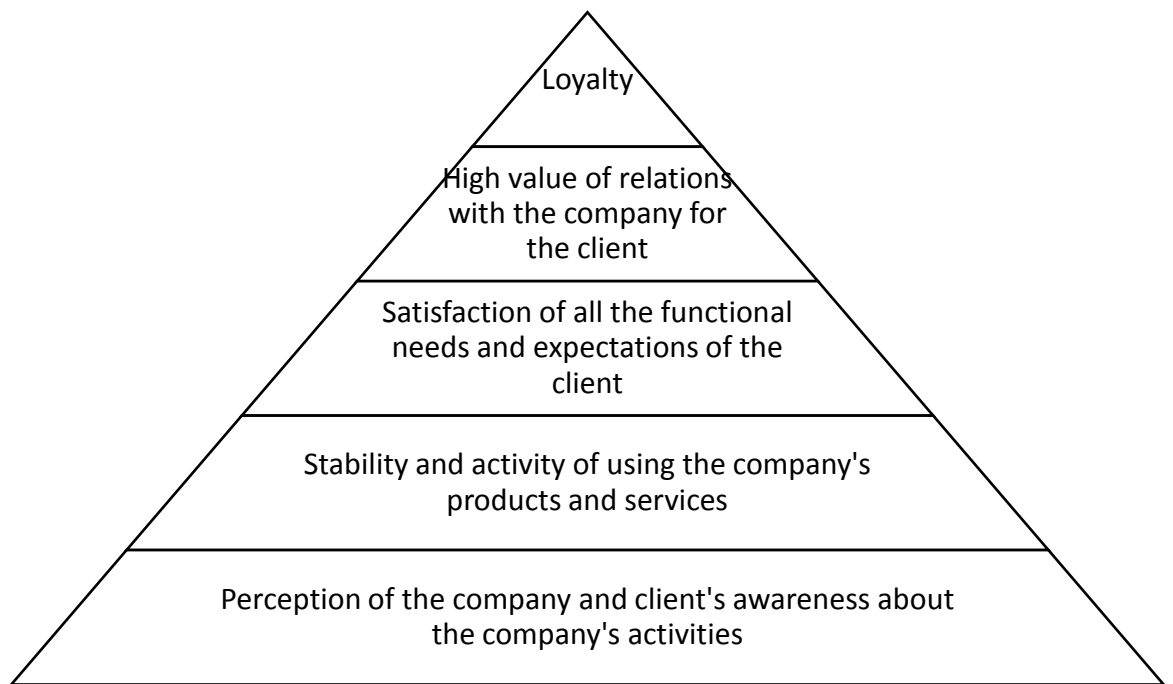 Loyalty
High value of relations
with the company for
the client
Satisfaction of all the functional
needs and expectations of the
client
Stability and activity of using the company's
products and services
Perception of the company and client's awareness about
the company's activities